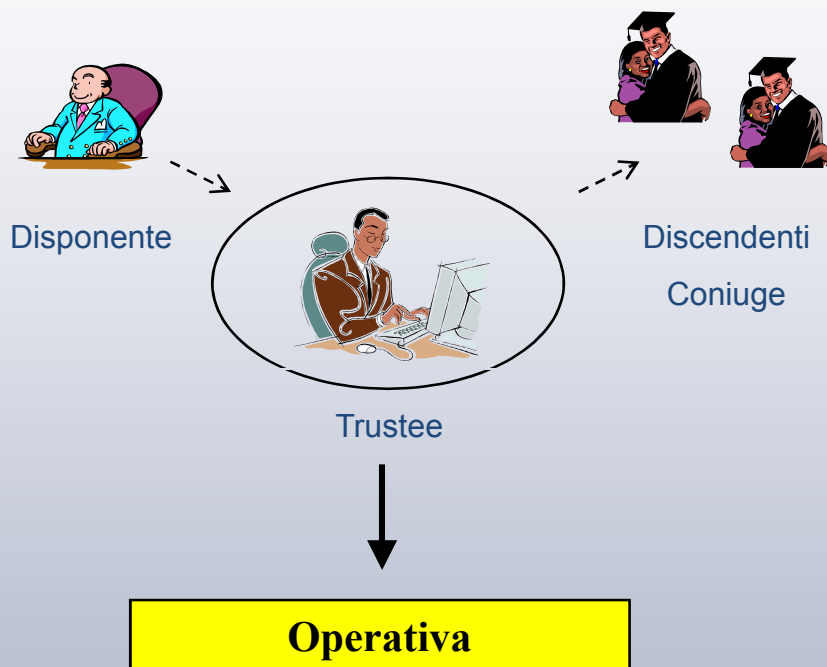 Disponente
Discendenti
Coniuge
Trustee
Operativa